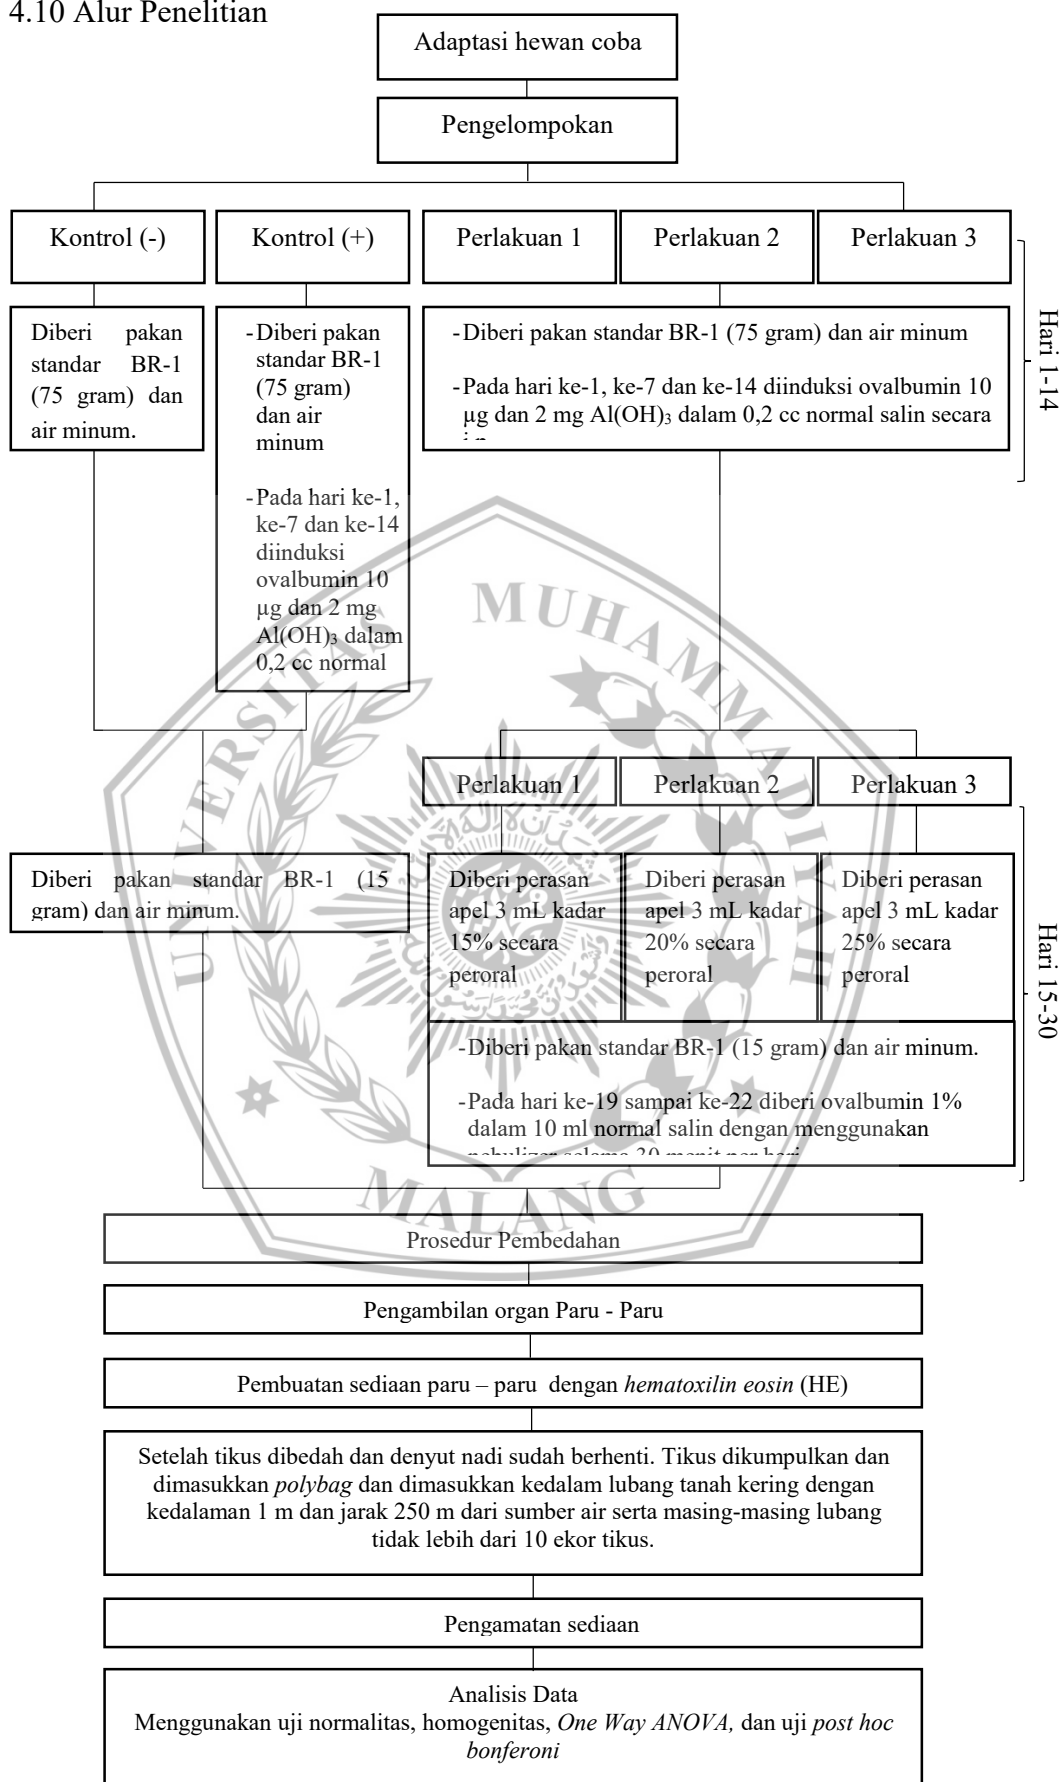 4.10 Alur Penelitian
Adaptasi hewan coba
Pengelompokan
Kontrol (-)
Kontrol (+)
Perlakuan 1
Perlakuan 2
Perlakuan 3
Diberi pakan
standar BR-1
(75 gram) dan
air minum.
-Diberi pakan
standar BR-1
(75 gram)
dan air
minum
-Pada hari ke-1,
ke-7 dan ke-14
diinduksi
ovalbumin 10
µg dan 2 mg
Al(OH)₃ dalam
0,2 cc normal
-Diberi pakan standar BR-1 (75 gram) dan air minum
-Pada hari ke-1, ke-7 dan ke-14 diinduksi ovalbumin 10
µg dan 2 mg Al(OH)₃ dalam 0,2 cc normal salin secara
Hari 1-14
Perlakuan 1
Perlakuan 2
Perlakuan 3
Diberi pakan standar BR-1 (15
gram) dan air minum.
Diberi perasan
apel 3 mL kadar
15% secara
peroral
Diberi perasan
apel 3 mL kadar
20% secara
peroral
Diberi perasan
apel 3 mL kadar
25% secara
peroral
-Diberi pakan standar BR-1 (15 gram) dan air minum.
-Pada hari ke-19 sampai ke-22 diberi ovalbumin 1%
dalam 10 ml normal salin dengan menggunakan
nebulizer selama 30 menit per hari
Hari 15-30
UNIVERSITAS MUHAMMADIYAH
MALANG
Prosedur Pembedahan
Pengambilan organ Paru - Paru
Pembuatan sediaan paru – paru dengan hematoxilin eosin (HE)
Setelah tikus dibedah dan denyut nadi sudah berhenti. Tikus dikumpulkan dan
dimasukkan polybag dan dimasukkan kedalam lubang tanah kering dengan
kedalaman 1 m dan jarak 250 m dari sumber air serta masing-masing lubang
tidak lebih dari 10 ekor tikus.
Pengamatan sediaan
Analisis Data
Menggunakan uji normalitas, homogenitas, One Way ANOVA, dan uji post hoc
bonferoni